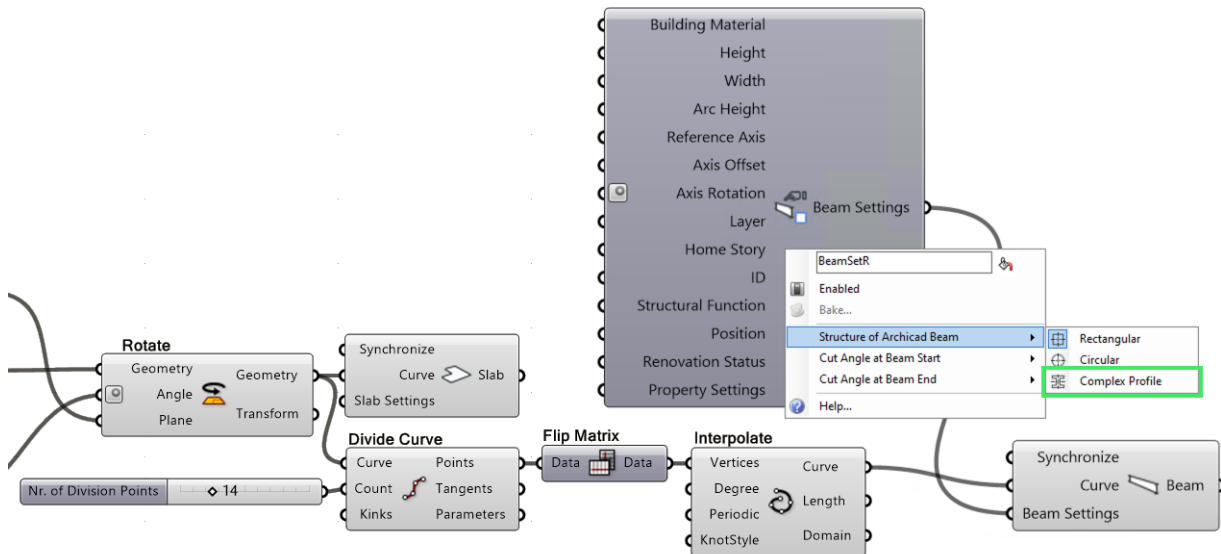 Building Material
Height
Width
Arc Height
Reference Axis
Axis Offset
Axis Rotation
Layer
Home Story
ID
Structural Function
Position
Renovation Status
Property Settings
Beam Settings
BeamSetR
Enabled
Bake...
Structure of Archicad Beam
Cut Angle at Beam Start
Cut Angle at Beam End
Help...
Rectangular
Circular
Complex Profile
Rotate
Geometry
Angle
Plane
Geometry
Transform
Synchronize
Curve
Slab Settings
Slab
Nr. of Division Points
14
Divide Curve
Curve
Count
Kinks
Points
Tangents
Parameters
Flip Matrix
Data
Data
Interpolate
Vertices
Degree
Periodic
KnotStyle
Curve
Length
Domain
Synchronize
Curve
Beam Settings
Beam